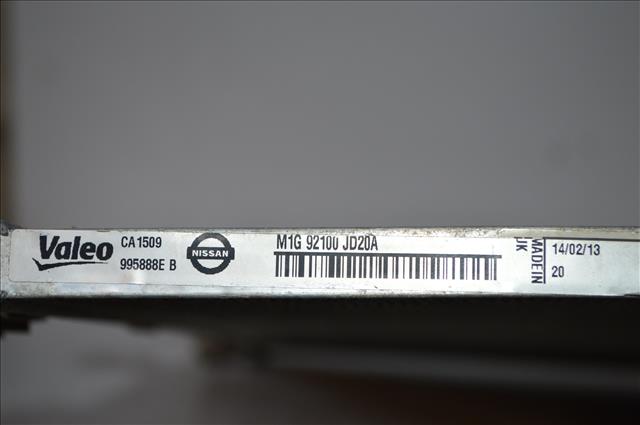 Valeo
CA1509
995888E B
NISSAN
M1G 92100 JD20A
MADE IN
UK
14/02/13
20